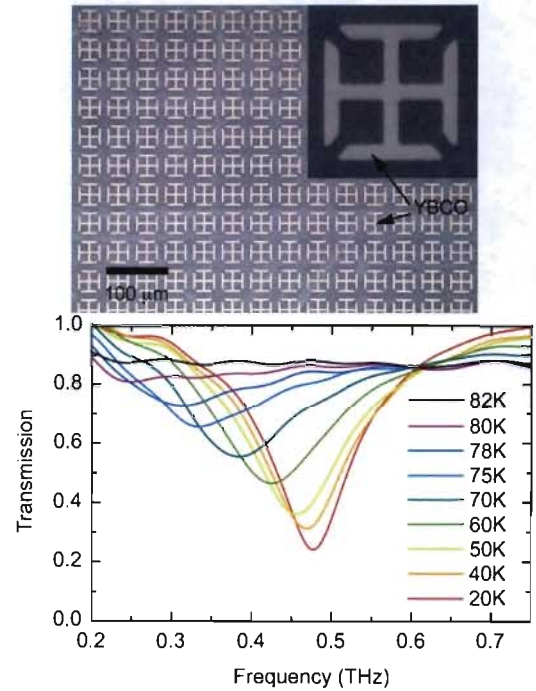 YBCO
100 μm
1.0
0.8
0.6
0.4
0.2
0.0
Transmission
82K
80K
78K
75K
70K
60K
50K
40K
20K
0.2 0.3 0.4 0.5 0.6 0.7
Frequency (THz)